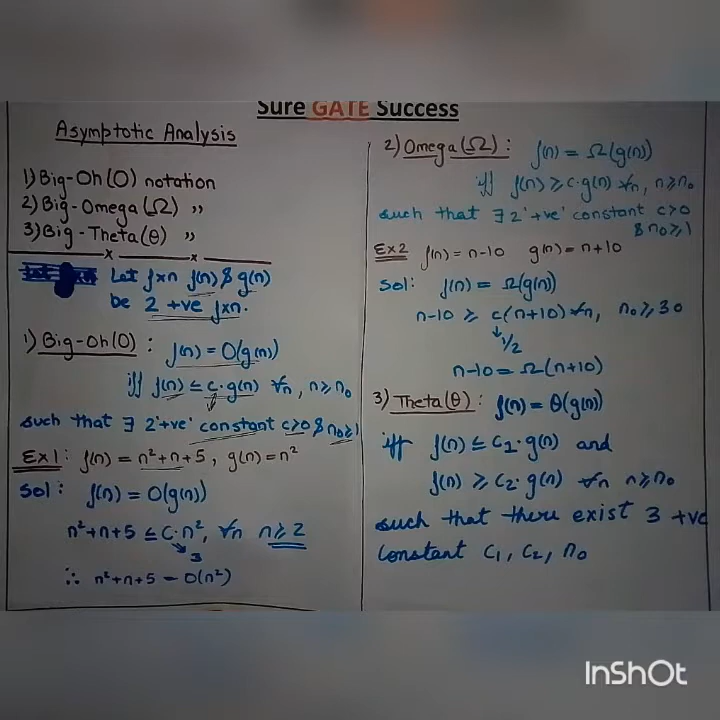 Sure GATE Success
Asymptotic Analysis
1) Big-Oh(O) notation
2) Big-Omega(Ω) ,,
3) Big-Theta(θ) ,,
x x
Let fxn f(n) & g(n)
be 2 +ve fxn.
1) Big-Oh(O) : f(n) = O(g(n))
iff f(n) ≤ c·g(n) ∀n, n≥n₀
such that ∃ 2 '+ve' constant c>0 & n₀≥1
Ex1: f(n) = n²+n+5, g(n)=n²
Sol: f(n) = O(g(n))
n²+n+5 ≤ C·n², ∀n n≥2
3
∴ n²+n+5 = O(n²)
2) Omega(Ω) : f(n) = Ω(g(n))
iff f(n) ≥ c·g(n) ∀n, n≥n₀
such that ∃ 2 '+ve' constant c>0
& n₀≥1
Ex2 f(n) = n-10 g(n) = n+10
Sol: f(n) = Ω(g(n))
n-10 ≥ c(n+10) ∀n, n₀≥30
1/2
n-10 = Ω(n+10)
3) Theta(θ) : f(n) = θ(g(n))
iff f(n) ≤ C₁·g(n) and
f(n) ≥ C₂·g(n) ∀n n≥n₀
such that there exist 3 +ve
constant C₁, C₂, n₀
InShOt